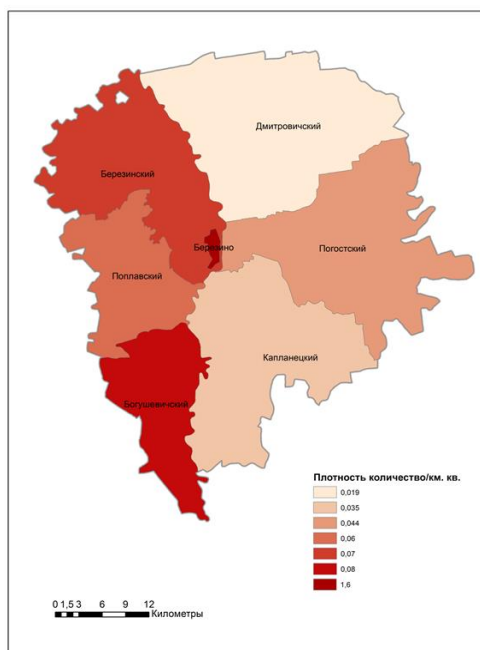 Дмитровичский
Березинский
Березино
Погостский
Поплавский
Капланецкий
Богушевичский
Плотность количество/км. кв.
0,019
0,035
0,044
0,06
0,07
0,08
1,6
0 1,5 3 6 9 12
Километры